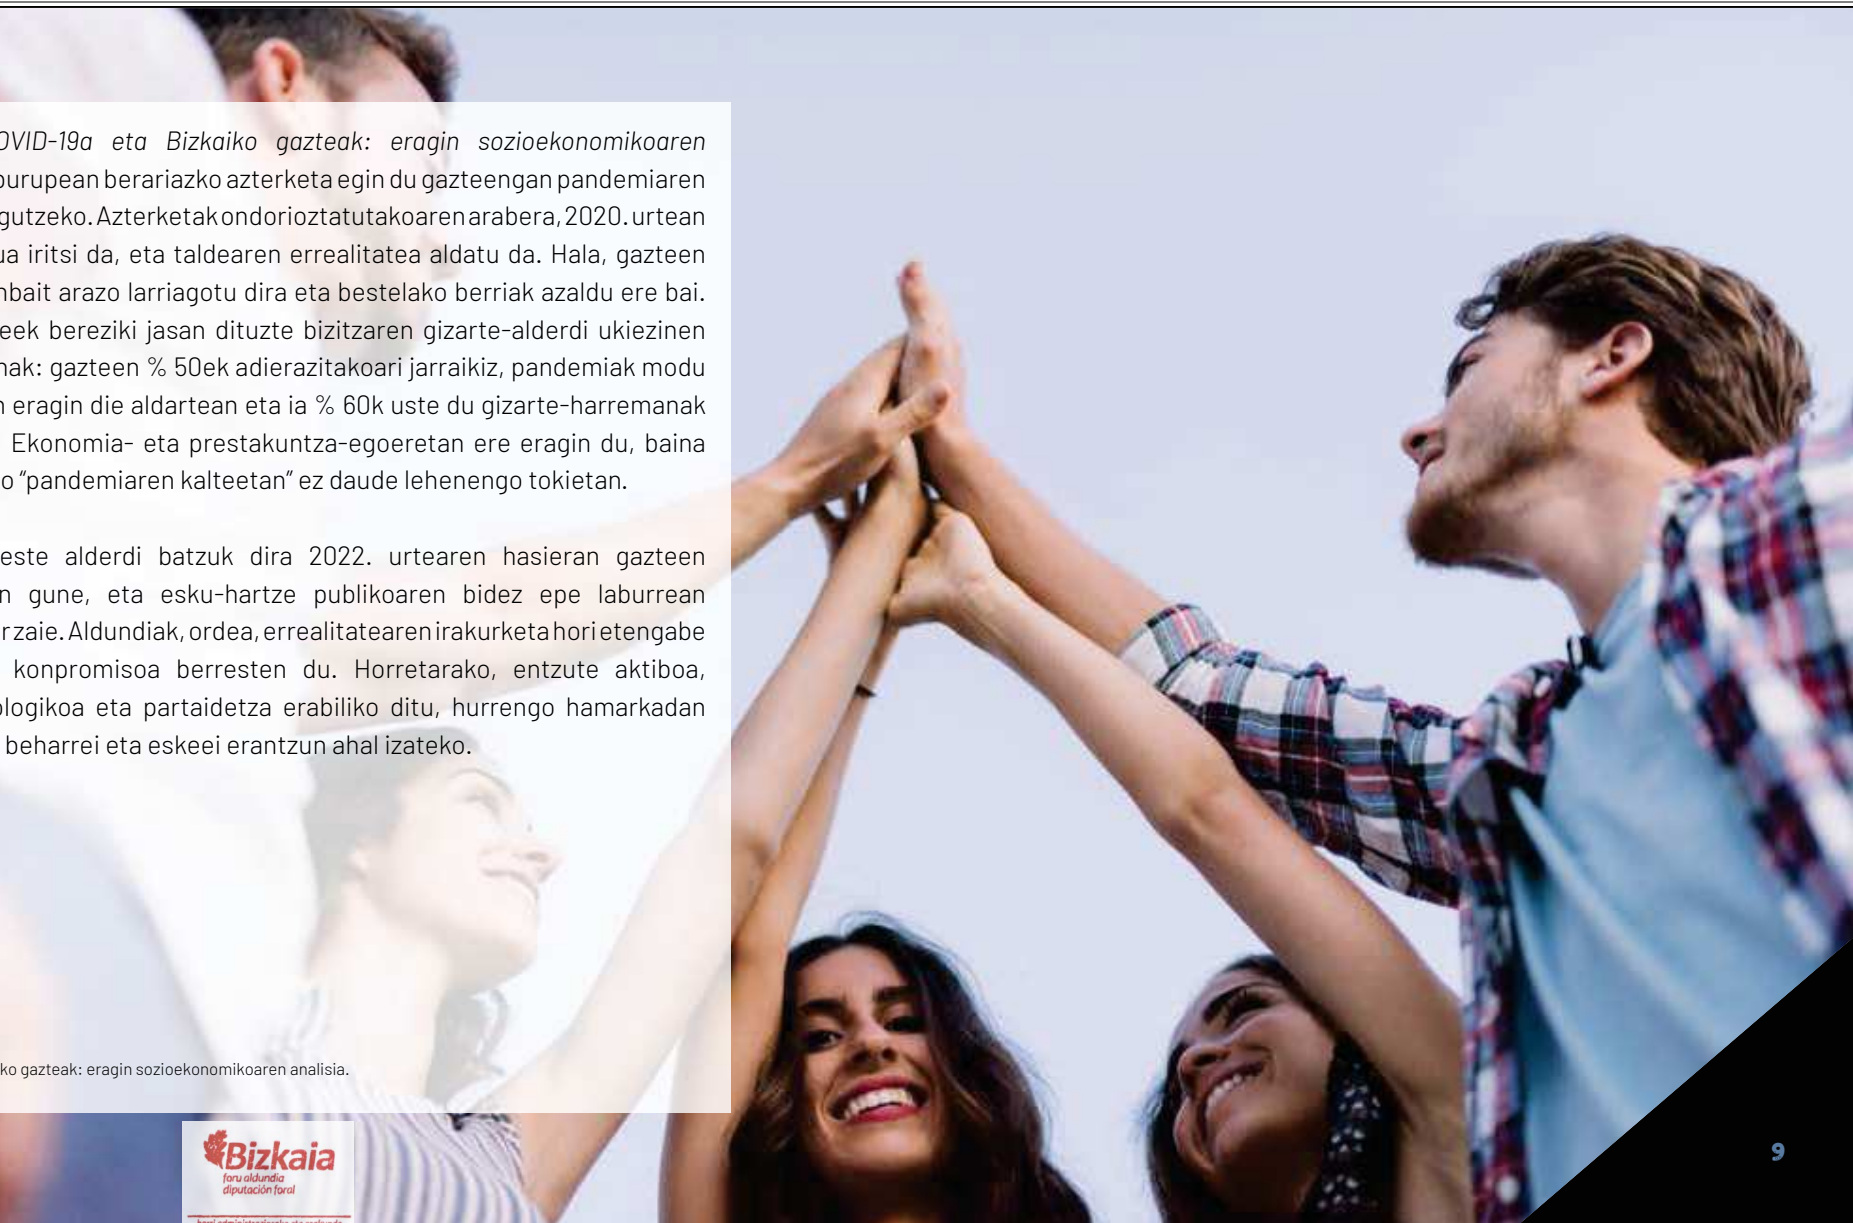 OVID-19a eta Bizkaiko gazteak: eragin sozioekonomikoaren
burupean berariazko azterketa egin du gazteengan pandemiaren
gutzeko. Azterketak ondorioztatutakoaren arabera, 2020. urtean
ua iritsi da, eta taldearen errealitatea aldatu da. Hala, gazteen
nbait arazo larriagotu dira eta bestelako berriak azaldu ere bai.
eek bereziki jasan dituzte bizitzaren gizarte-alderdi ukiezinen
nak: gazteen % 50ek adierazitakoari jarraikiz, pandemiak modu
n eragin die aldartean eta ia % 60k uste du gizarte-harremanak
Ekonomia- eta prestakuntza-egoeretan ere eragin du, baina
o “pandemiaren kalteetan” ez daude lehenengo tokietan.
este alderdi batzuk dira 2022. urtearen hasieran gazteen
n gune, eta esku-hartze publikoaren bidez epe laburrean
r zaie. Aldundiak, ordea, errealitatearen irakurketa hori etengabe
konpromisoa berresten du. Horretarako, entzute aktiboa,
ologikoa eta partaidetza erabiliko ditu, hurrengo hamarkadan
beharrei eta eskeei erantzun ahal izateko.
ko gazteak: eragin sozioekonomikoaren analisia.
Bizkaia
foru aldundia
diputación foral
9